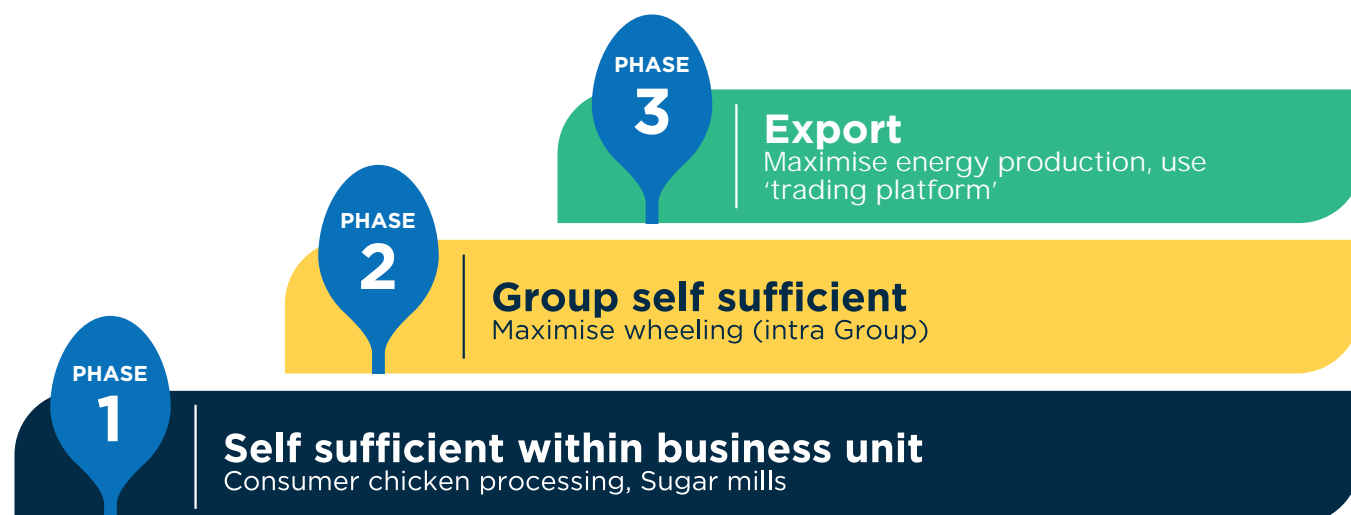 PHASE
3
Export
Maximise energy production, use
‘trading platform’
PHASE
2
Group self sufficient
Maximise wheeling (intra Group)
PHASE
1
Self sufficient within business unit
Consumer chicken processing, Sugar mills